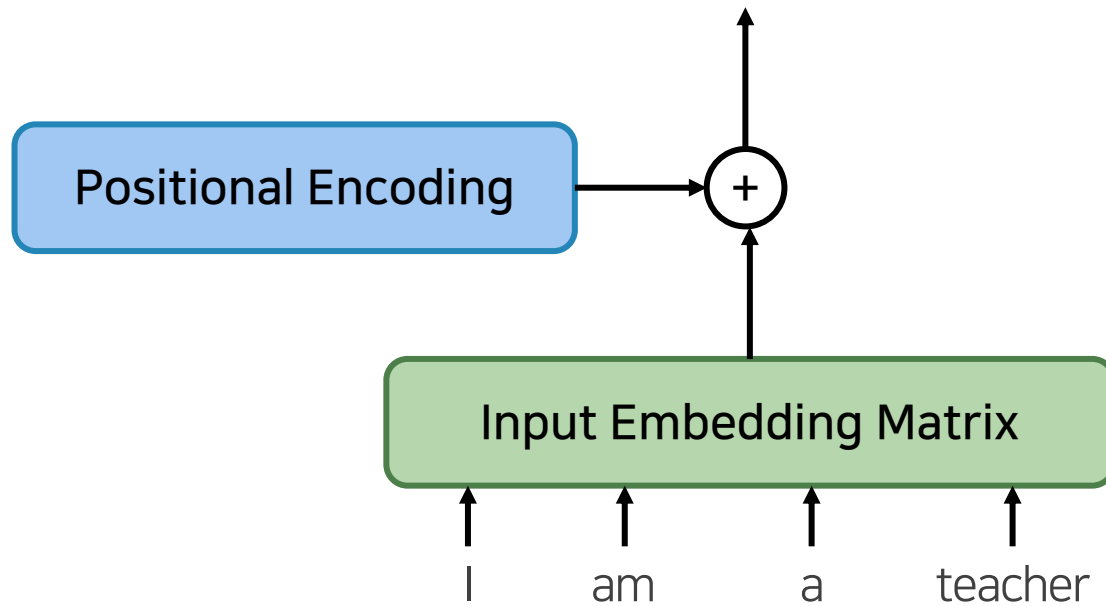 Positional Encoding
+
Input Embedding Matrix
I am a teacher